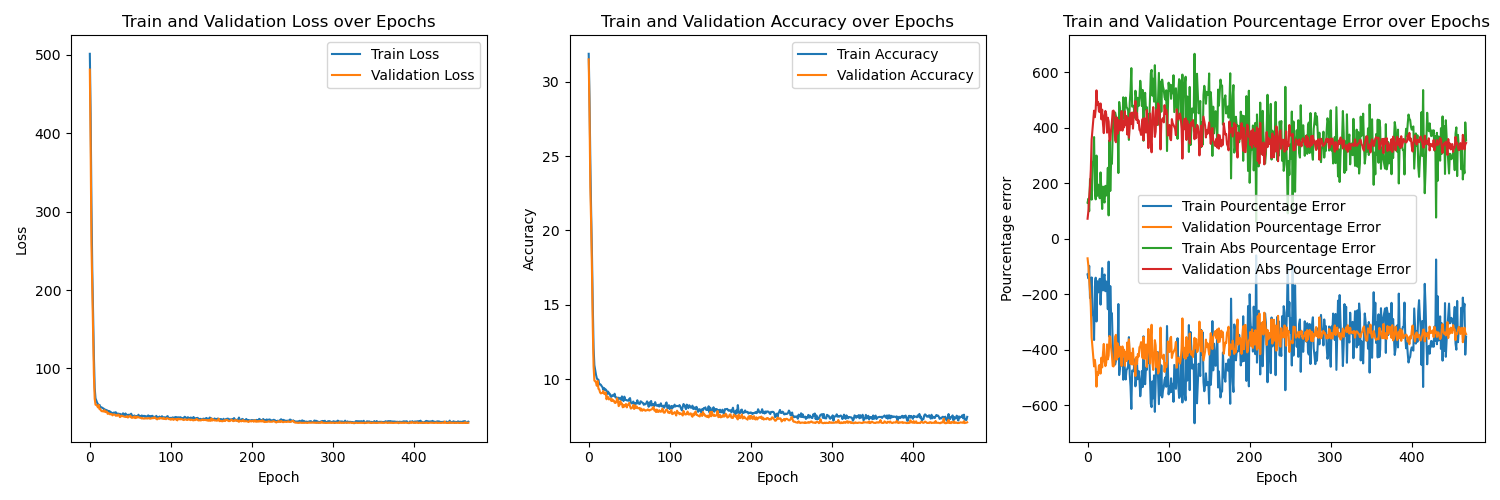 Train and Validation Loss over Epochs
500
400
300
200
100
0
100
200
300
400
Loss
Epoch
Train Loss
Validation Loss
Train and Validation Accuracy over Epochs
30
25
20
15
10
0
100
200
300
400
Accuracy
Epoch
Train Accuracy
Validation Accuracy
Train and Validation Pourcentage Error over Epochs
600
400
200
0
−200
−400
−600
0
100
200
300
400
Pourcentage error
Epoch
Train Pourcentage Error
Validation Pourcentage Error
Train Abs Pourcentage Error
Validation Abs Pourcentage Error